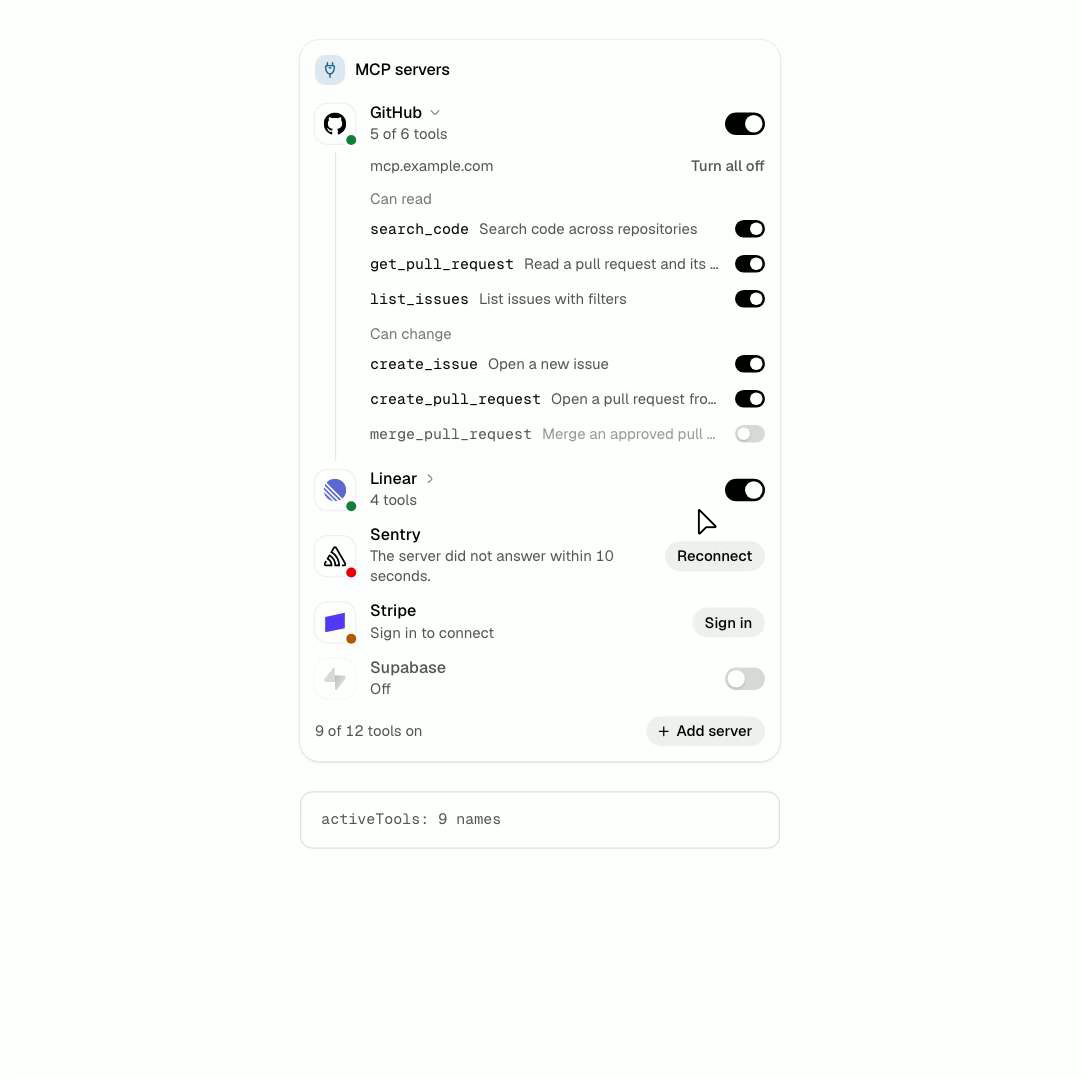 MCP servers
GitHub
5 of 6 tools
mcp.example.com Turn all off
Can read
search_code Search code across repositories
get_pull_request Read a pull request and its …
list_issues List issues with filters
Can change
create_issue Open a new issue
create_pull_request Open a pull request fro…
merge_pull_request Merge an approved pull …
Linear
4 tools
Sentry
The server did not answer within 10
seconds.
Reconnect
Stripe
Sign in to connect
Sign in
Supabase
Off
9 of 12 tools on
+ Add server
activeTools: 9 names